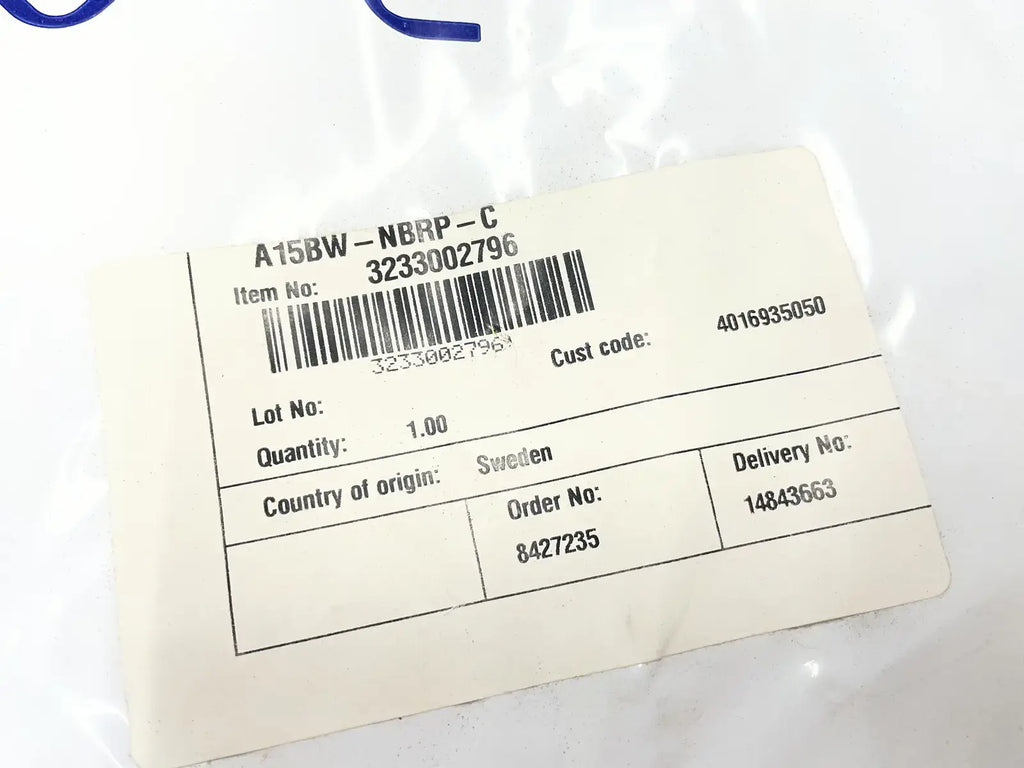 A15BW-NBRP-C
Item No: 3233002796
3233002796
Cust code: 4016935050
Lot No:
Quantity: 1.00
Country of origin: Sweden
Order No: Delivery No:
8427235 14843663